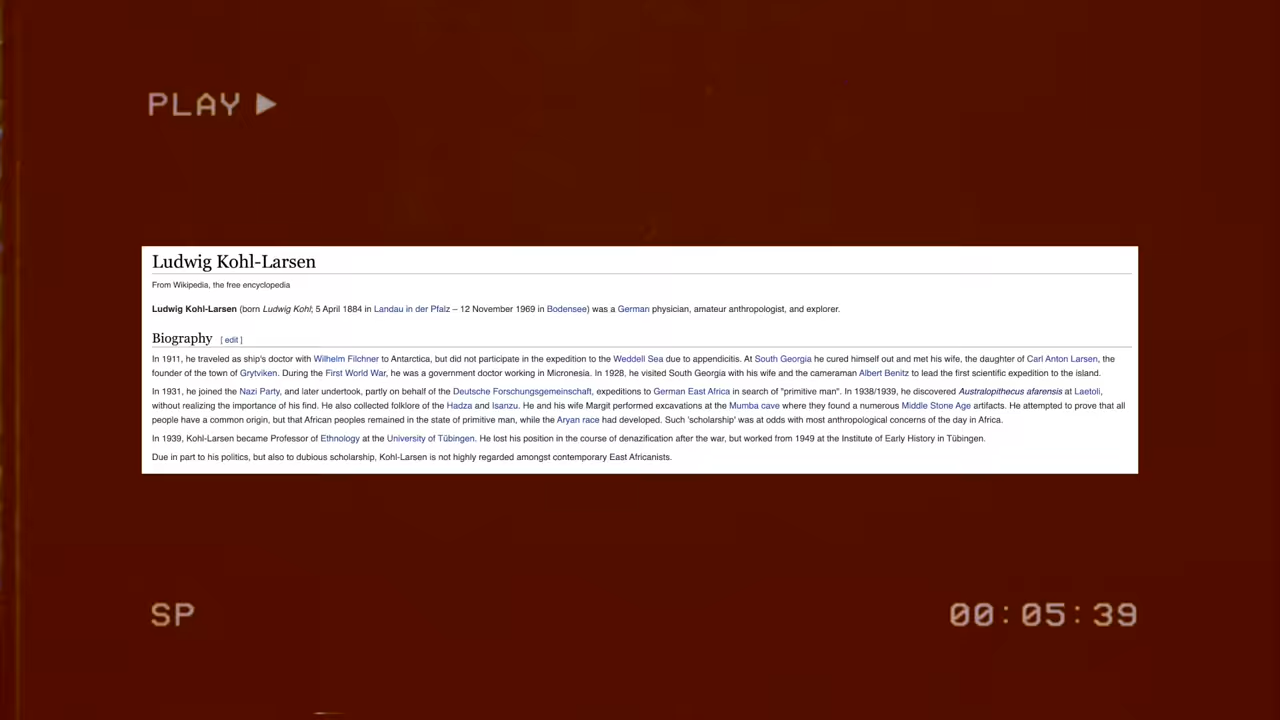 PLAY ▶
Ludwig Kohl-Larsen
From Wikipedia, the free encyclopedia
Ludwig Kohl-Larsen (born Ludwig Kohl; 5 April 1884 in Landau in der Pfalz – 12 November 1969 in Bodensee) was a German physician, amateur anthropologist, and explorer.
Biography [ edit ]
In 1911, he traveled as ship's doctor with Wilhelm Filchner to Antarctica, but did not participate in the expedition to the Weddell Sea due to appendicitis. At South Georgia he cured himself out and met his wife, the daughter of Carl Anton Larsen, the
founder of the town of Grytviken. During the First World War, he was a government doctor working in Micronesia. In 1928, he visited South Georgia with his wife and the cameraman Albert Benitz to lead the first scientific expedition to the island.
In 1931, he joined the Nazi Party, and later undertook, partly on behalf of the Deutsche Forschungsgemeinschaft, expeditions to German East Africa in search of "primitive man". In 1938/1939, he discovered Australopithecus afarensis at Laetoli,
without realizing the importance of his find. He also collected folklore of the Hadza and Isanzu. He and his wife Margit performed excavations at the Mumba cave where they found a numerous Middle Stone Age artifacts. He attempted to prove that all
people have a common origin, but that African peoples remained in the state of primitive man, while the Aryan race had developed. Such 'scholarship' was at odds with most anthropological concerns of the day in Africa.
In 1939, Kohl-Larsen became Professor of Ethnology at the University of Tübingen. He lost his position in the course of denazification after the war, but worked from 1949 at the Institute of Early History in Tübingen.
Due in part to his politics, but also to dubious scholarship, Kohl-Larsen is not highly regarded amongst contemporary East Africanists.
SP
00:05:39